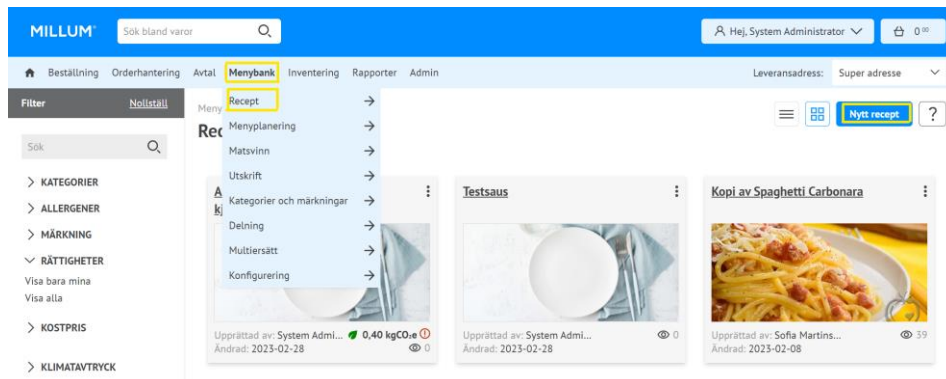 MILLUM
Sök bland varor
Hej, System Administrator
0 00
Beställning Orderhantering Avtal Menybank Inventering Rapporter Admin
Leveransadress: Super adresse
Filter Nollställ
Sök
KATEGORIER
ALLERGENER
MÄRKNING
RÄTTIGHETER
Visa bara mina
Visa alla
KOSTPRIS
KLIMATAVTRYCK
Recept
Menyplanering
Matsvinn
Utskrift
Kategorier och märkningar
Delning
Multiersätt
Konfigurering
Nytt recept
?
Upprättad av: System Admi... 0,40 kgCO₂e
Ändrad: 2023-02-28 0
Testsaus
Upprättad av: System Admi... 0
Ändrad: 2023-02-28
Kopi av Spaghetti Carbonara
Upprättad av: Sofia Martins... 39
Ändrad: 2023-02-08